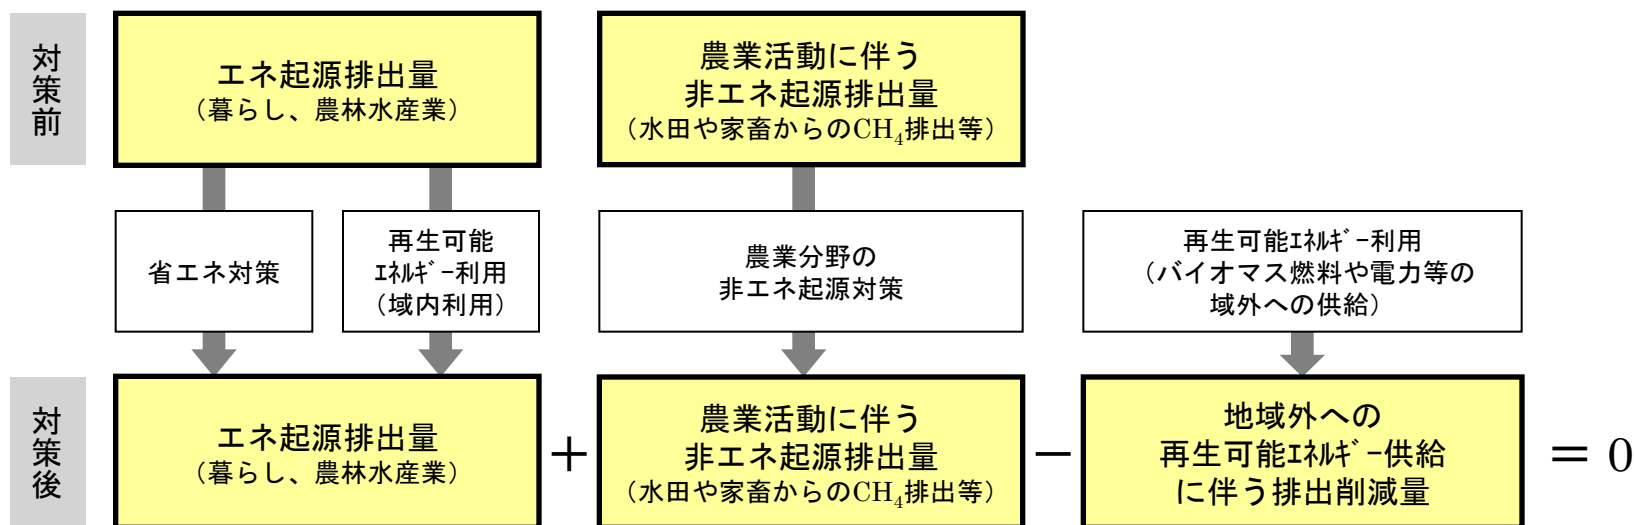 対策前
エネ起源排出量
（暮らし、農林水産業）
農業活動に伴う
非エネ起源排出量
（水田や家畜からのCH₄排出等）
省エネ対策
再生可能
ｴﾈﾙｷﾞｰ利用
（域内利用）
農業分野の
非エネ起源対策
再生可能ｴﾈﾙｷﾞｰ利用
（バイオマス燃料や電力等の
域外への供給）
対策後
エネ起源排出量
（暮らし、農林水産業）
＋
農業活動に伴う
非エネ起源排出量
（水田や家畜からのCH₄排出等）
－
地域外への
再生可能ｴﾈﾙｷﾞｰ供給
に伴う排出削減量
＝ 0